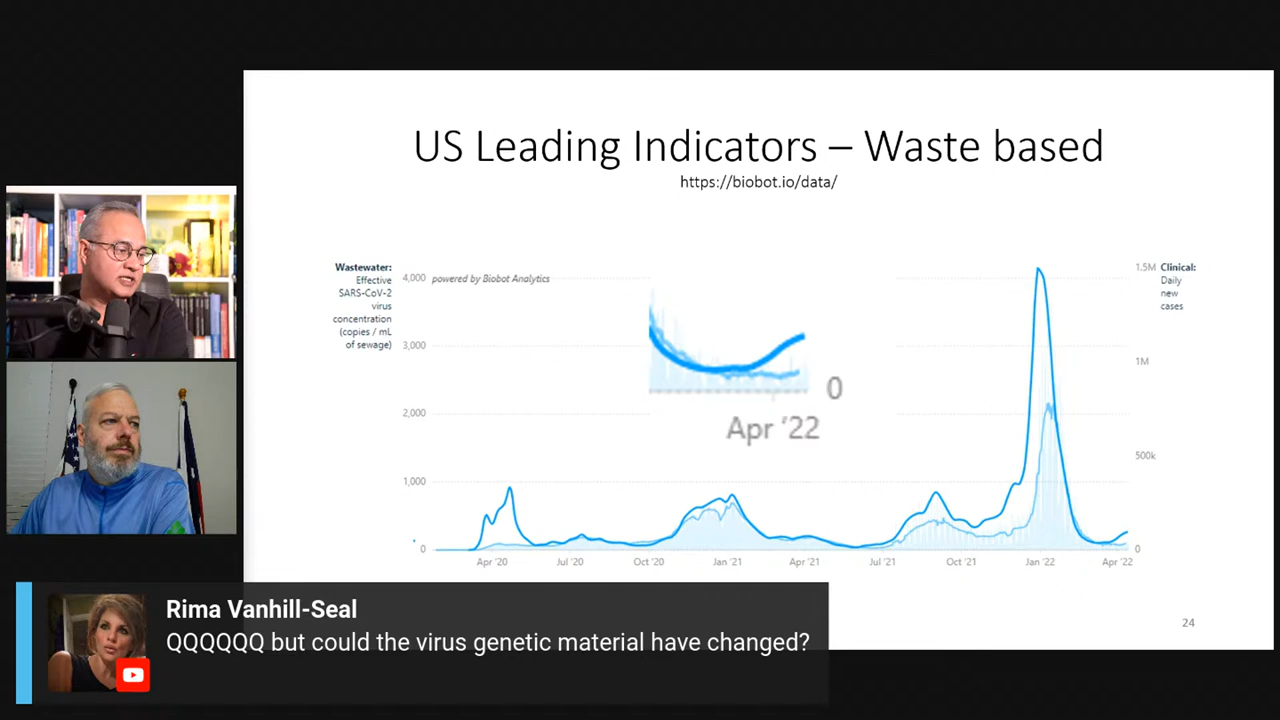 US Leading Indicators – Waste based
https://biobot.io/data/
Wastewater:
Effective
SARS-CoV-2
virus
concentration
(copies / mL
of sewage)
4,000
powered by Biobot Analytics
3,000
2,000
1,000
0
0
Apr '22
1.5M
Clinical:
Daily
new
cases
1M
500k
0
Apr '20
Jul '20
Oct '20
Jan '21
Apr '21
Jul '21
Oct '21
Jan '22
Apr '22
24
Rima Vanhill-Seal
QQQQQQ but could the virus genetic material have changed?